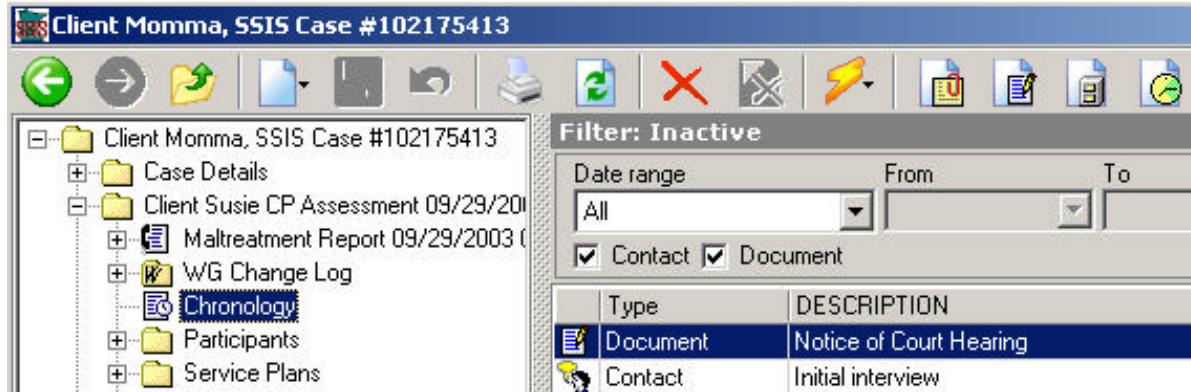 Client Momma, SSIS Case #102175413
Client Momma, SSIS Case #102175413
Case Details
Client Susie CP Assessment 09/29/20
Maltreatment Report 09/29/2003
WG Change Log
Chronology
Participants
Service Plans
Filter: Inactive
Date range From To
All
Contact Document
Type DESCRIPTION
Document Notice of Court Hearing
Contact Initial interview